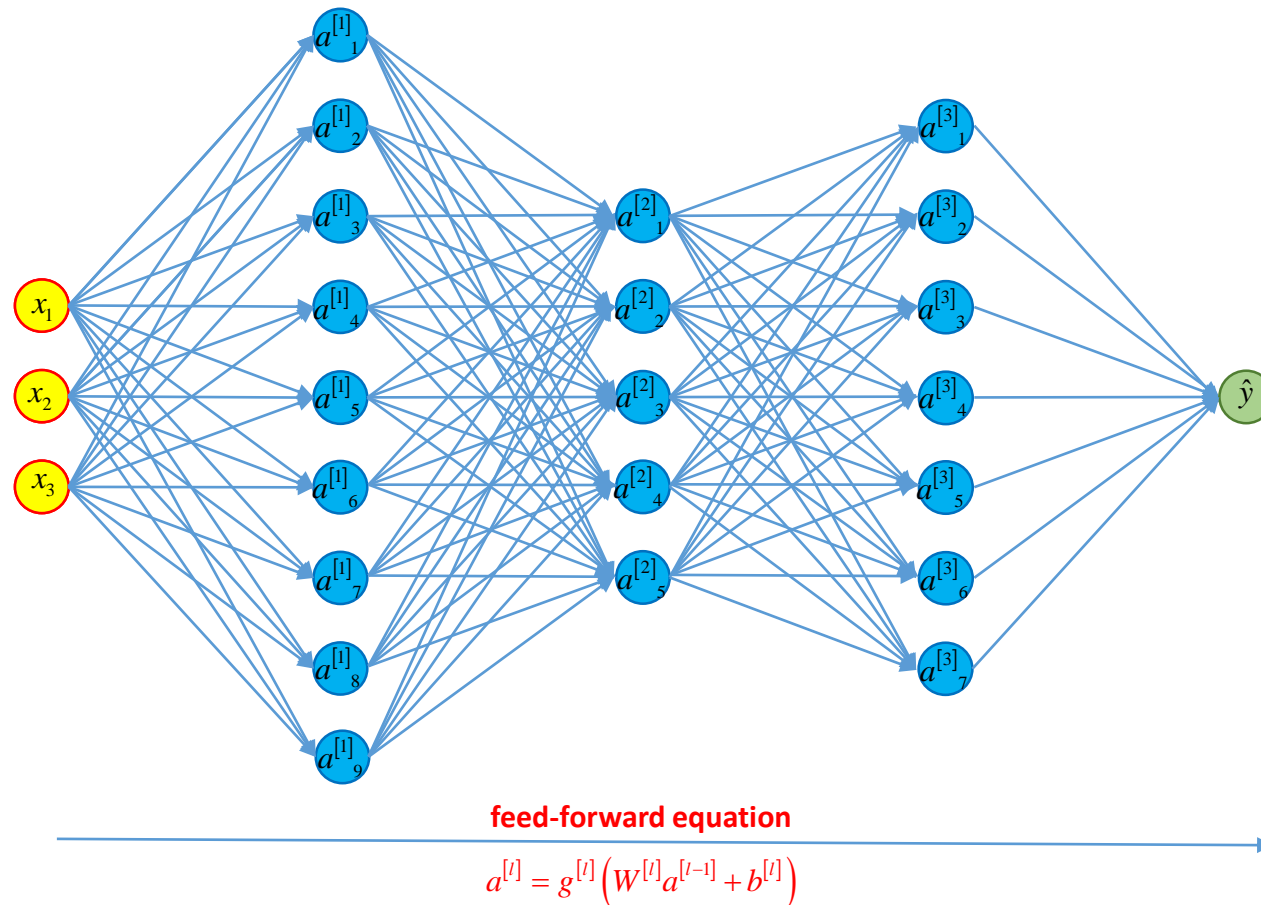 x₁
x₂
x₃
a^[1]₁
a^[1]₂
a^[1]₃
a^[1]₄
a^[1]₅
a^[1]₆
a^[1]₇
a^[1]₈
a^[1]₉
a^[2]₁
a^[2]₂
a^[2]₃
a^[2]₄
a^[2]₅
a^[3]₁
a^[3]₂
a^[3]₃
a^[3]₄
a^[3]₅
a^[3]₆
a^[3]₇
ŷ
feed-forward equation
a^[l] = g^[l] (W^[l] a^[l−1] + b^[l])